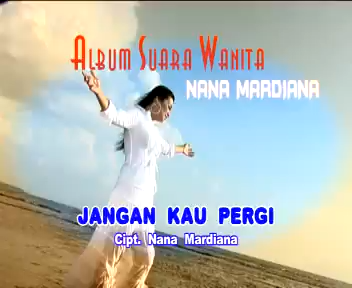 ALBUM SUARA WANITA
NANA MARDIANA
JANGAN KAU PERGI
Cipt. Nana Mardiana